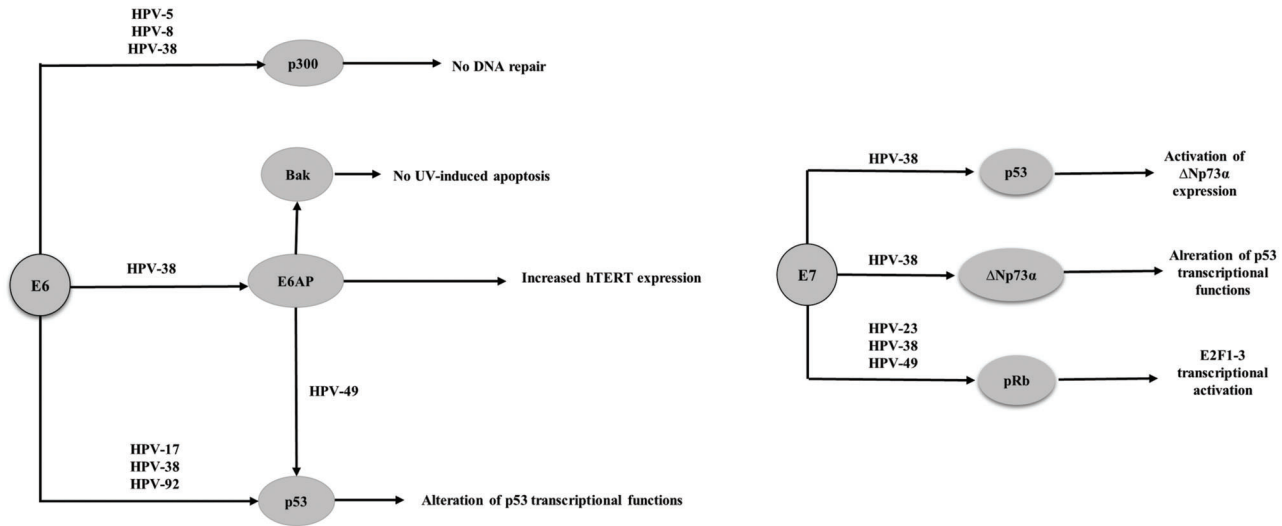 HPV-5
HPV-8
HPV-38
p300
No DNA repair
Bak
No UV-induced apoptosis
E6
HPV-38
E6AP
Increased hTERT expression
HPV-49
HPV-17
HPV-38
HPV-92
p53
Alteration of p53 transcriptional functions
HPV-38
p53
Activation of
ΔNp73α
expression
E7
HPV-38
ΔNp73α
Alreration of p53
transcriptional
functions
HPV-23
HPV-38
HPV-49
pRb
E2F1-3
transcriptional
activation